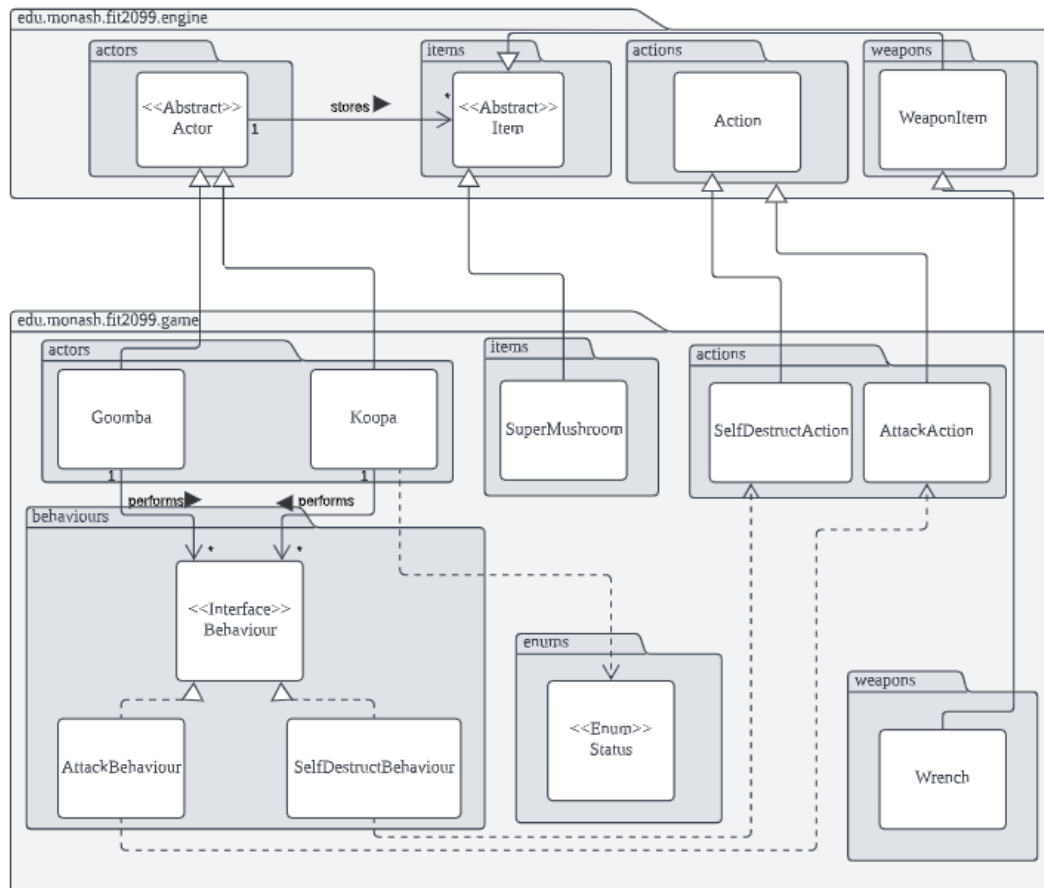 edu.monash.fit2099.engine
actors
items
actions
weapons
<<Abstract>>
Actor
1
stores
*
<<Abstract>>
Item
Action
WeaponItem
edu.monash.fit2099.game
actors
items
actions
Goomba
Koopa
SuperMushroom
SelfDestructAction
AttackAction
1
1
performs
performs
behaviours
*
*
<<Interface>>
Behaviour
enums
weapons
AttackBehaviour
SelfDestructBehaviour
<<Enum>>
Status
Wrench